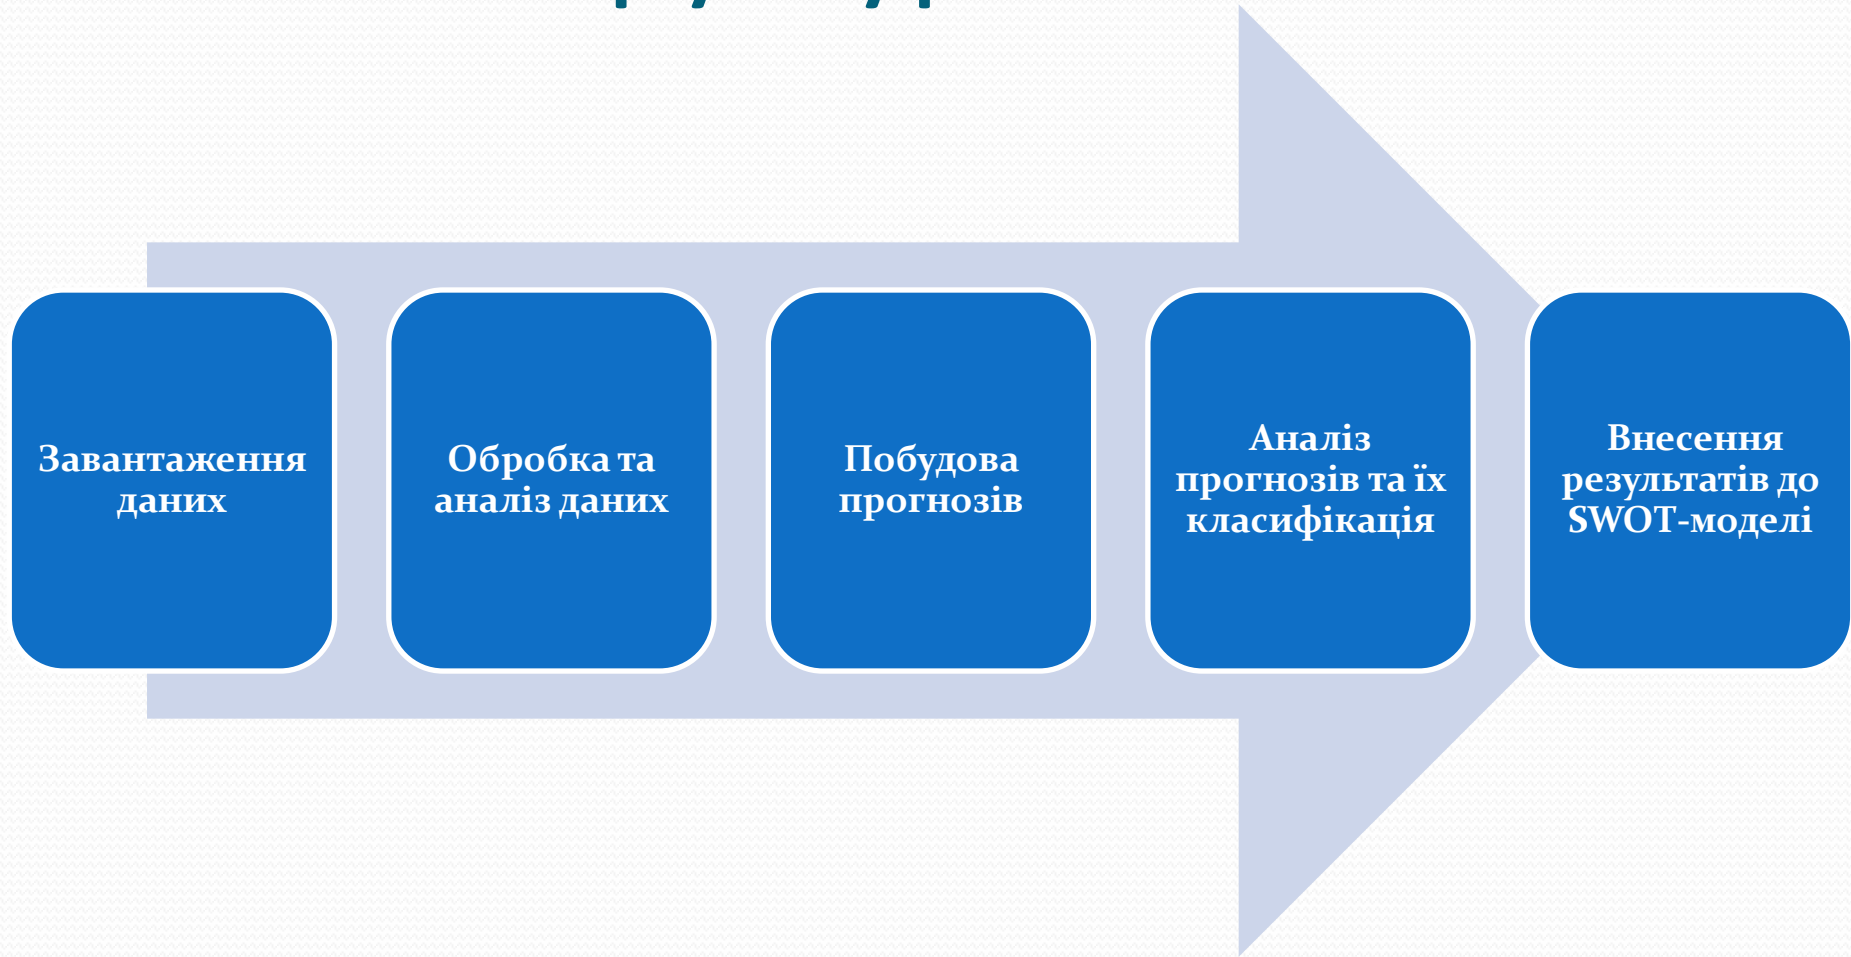 Завантаження
даних
Обробка та
аналіз даних
Побудова
прогнозів
Аналіз
прогнозів та їх
класифікація
Внесення
результатів до
SWOT-моделі